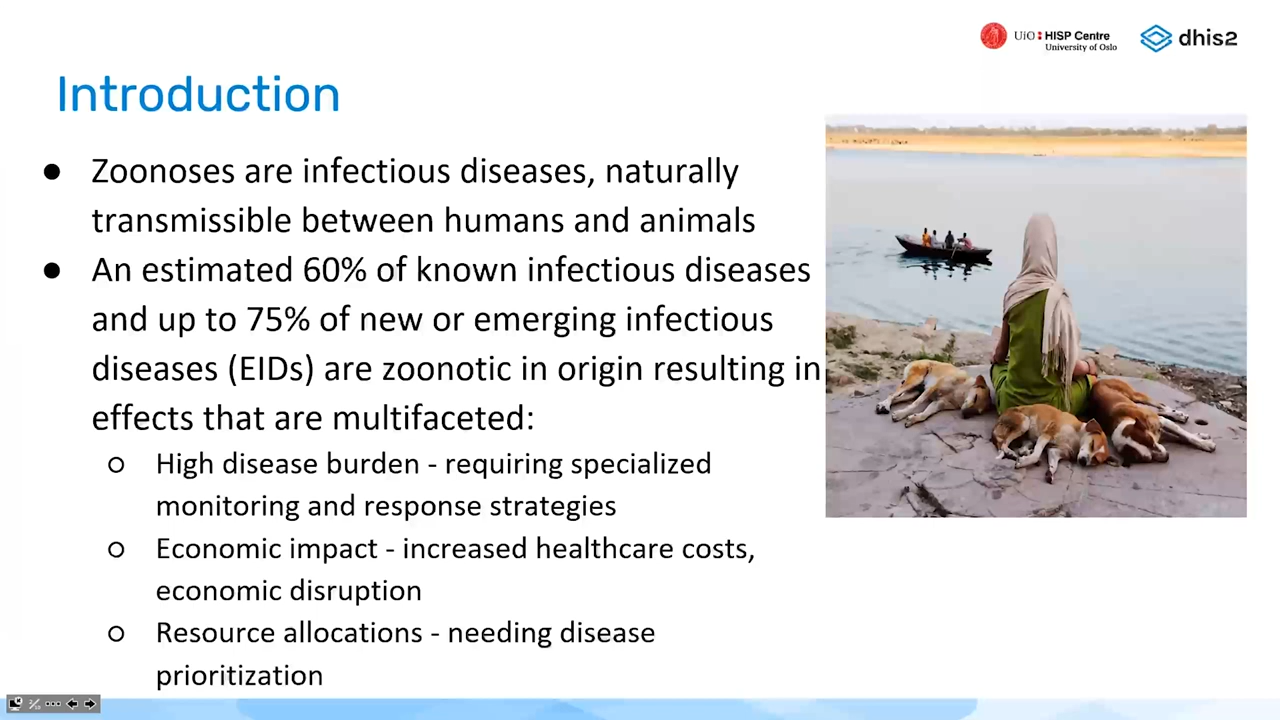 UiO HISP Centre
University of Oslo
dhis2
Introduction
● Zoonoses are infectious diseases, naturally
transmissible between humans and animals
● An estimated 60% of known infectious diseases
and up to 75% of new or emerging infectious
diseases (EIDs) are zoonotic in origin resulting in
effects that are multifaceted:
○ High disease burden - requiring specialized
monitoring and response strategies
○ Economic impact - increased healthcare costs,
economic disruption
○ Resource allocations - needing disease
prioritization